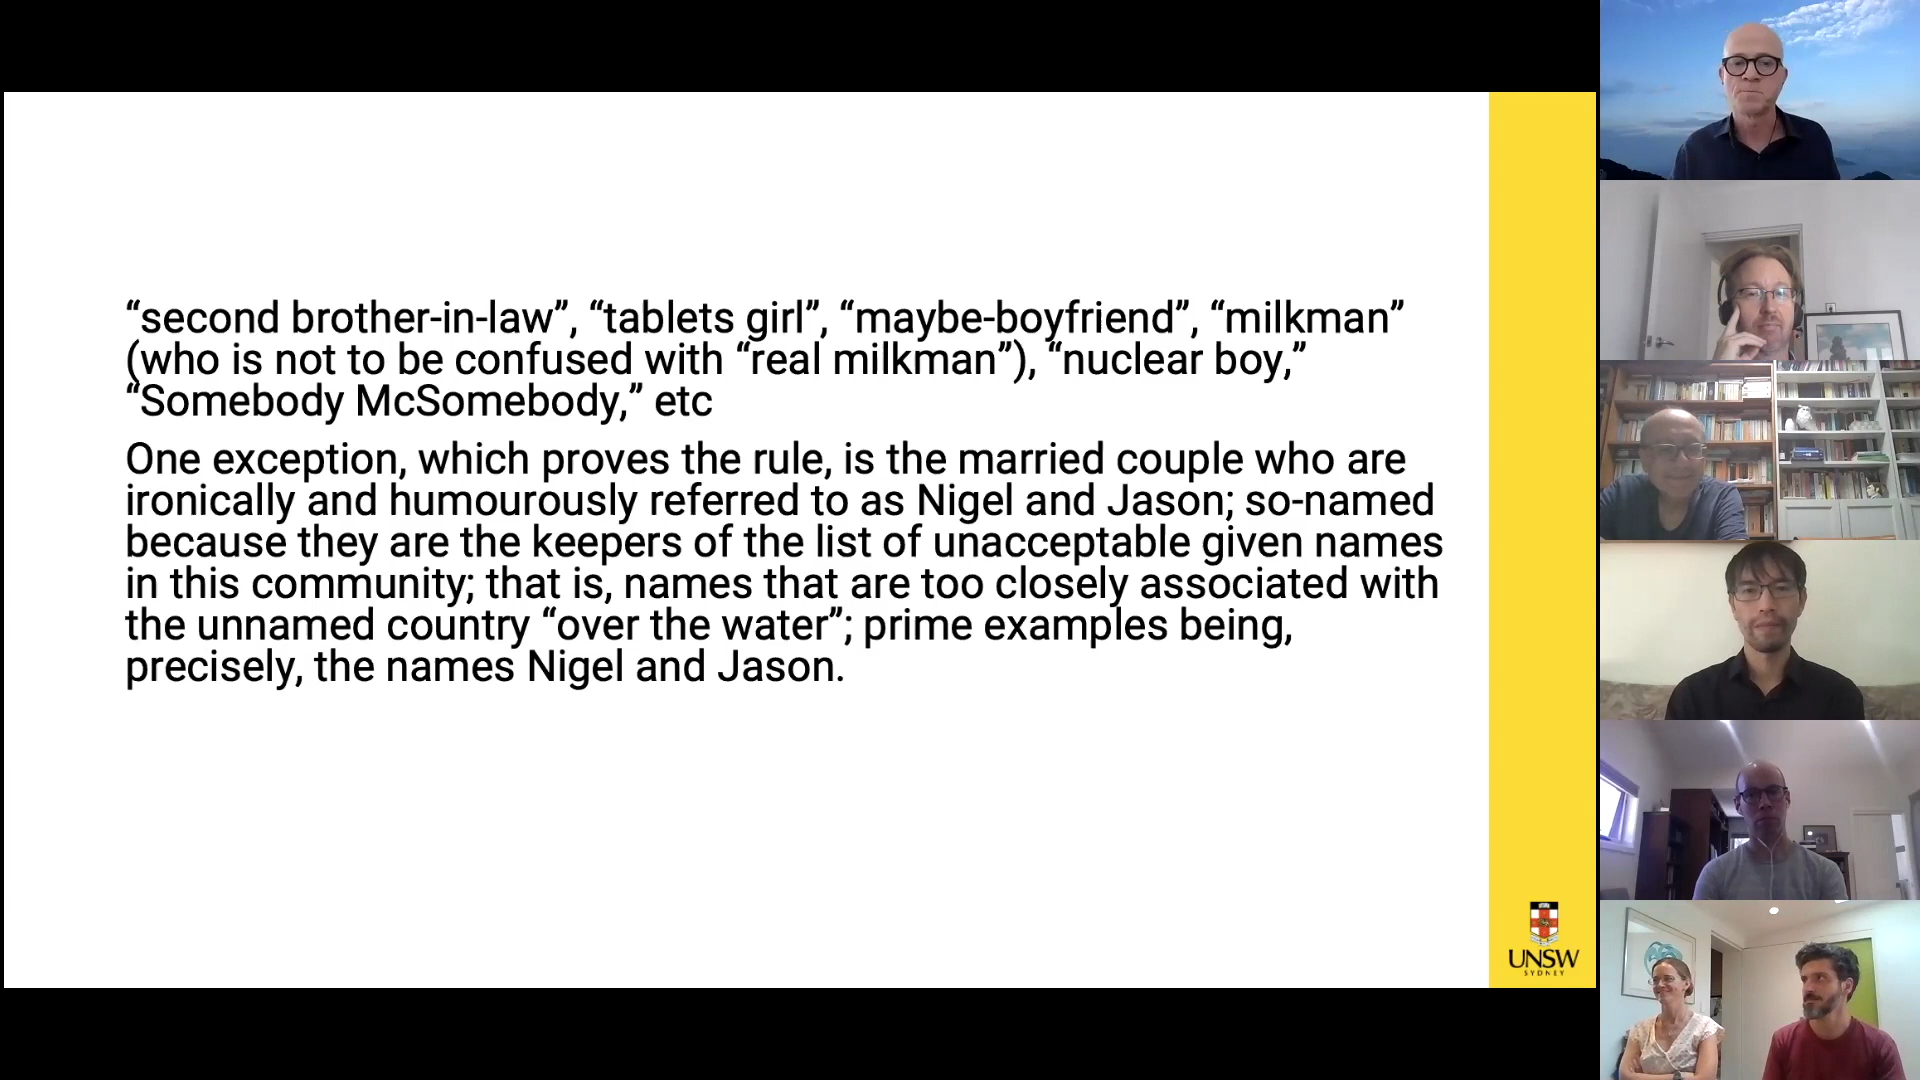 “second brother-in-law”, “tablets girl”, “maybe-boyfriend”, “milkman”
(who is not to be confused with “real milkman”), “nuclear boy,”
“Somebody McSomebody,” etc
One exception, which proves the rule, is the married couple who are
ironically and humourously referred to as Nigel and Jason; so-named
because they are the keepers of the list of unacceptable given names
in this community; that is, names that are too closely associated with
the unnamed country “over the water”; prime examples being,
precisely, the names Nigel and Jason.
UNSW
SYDNEY